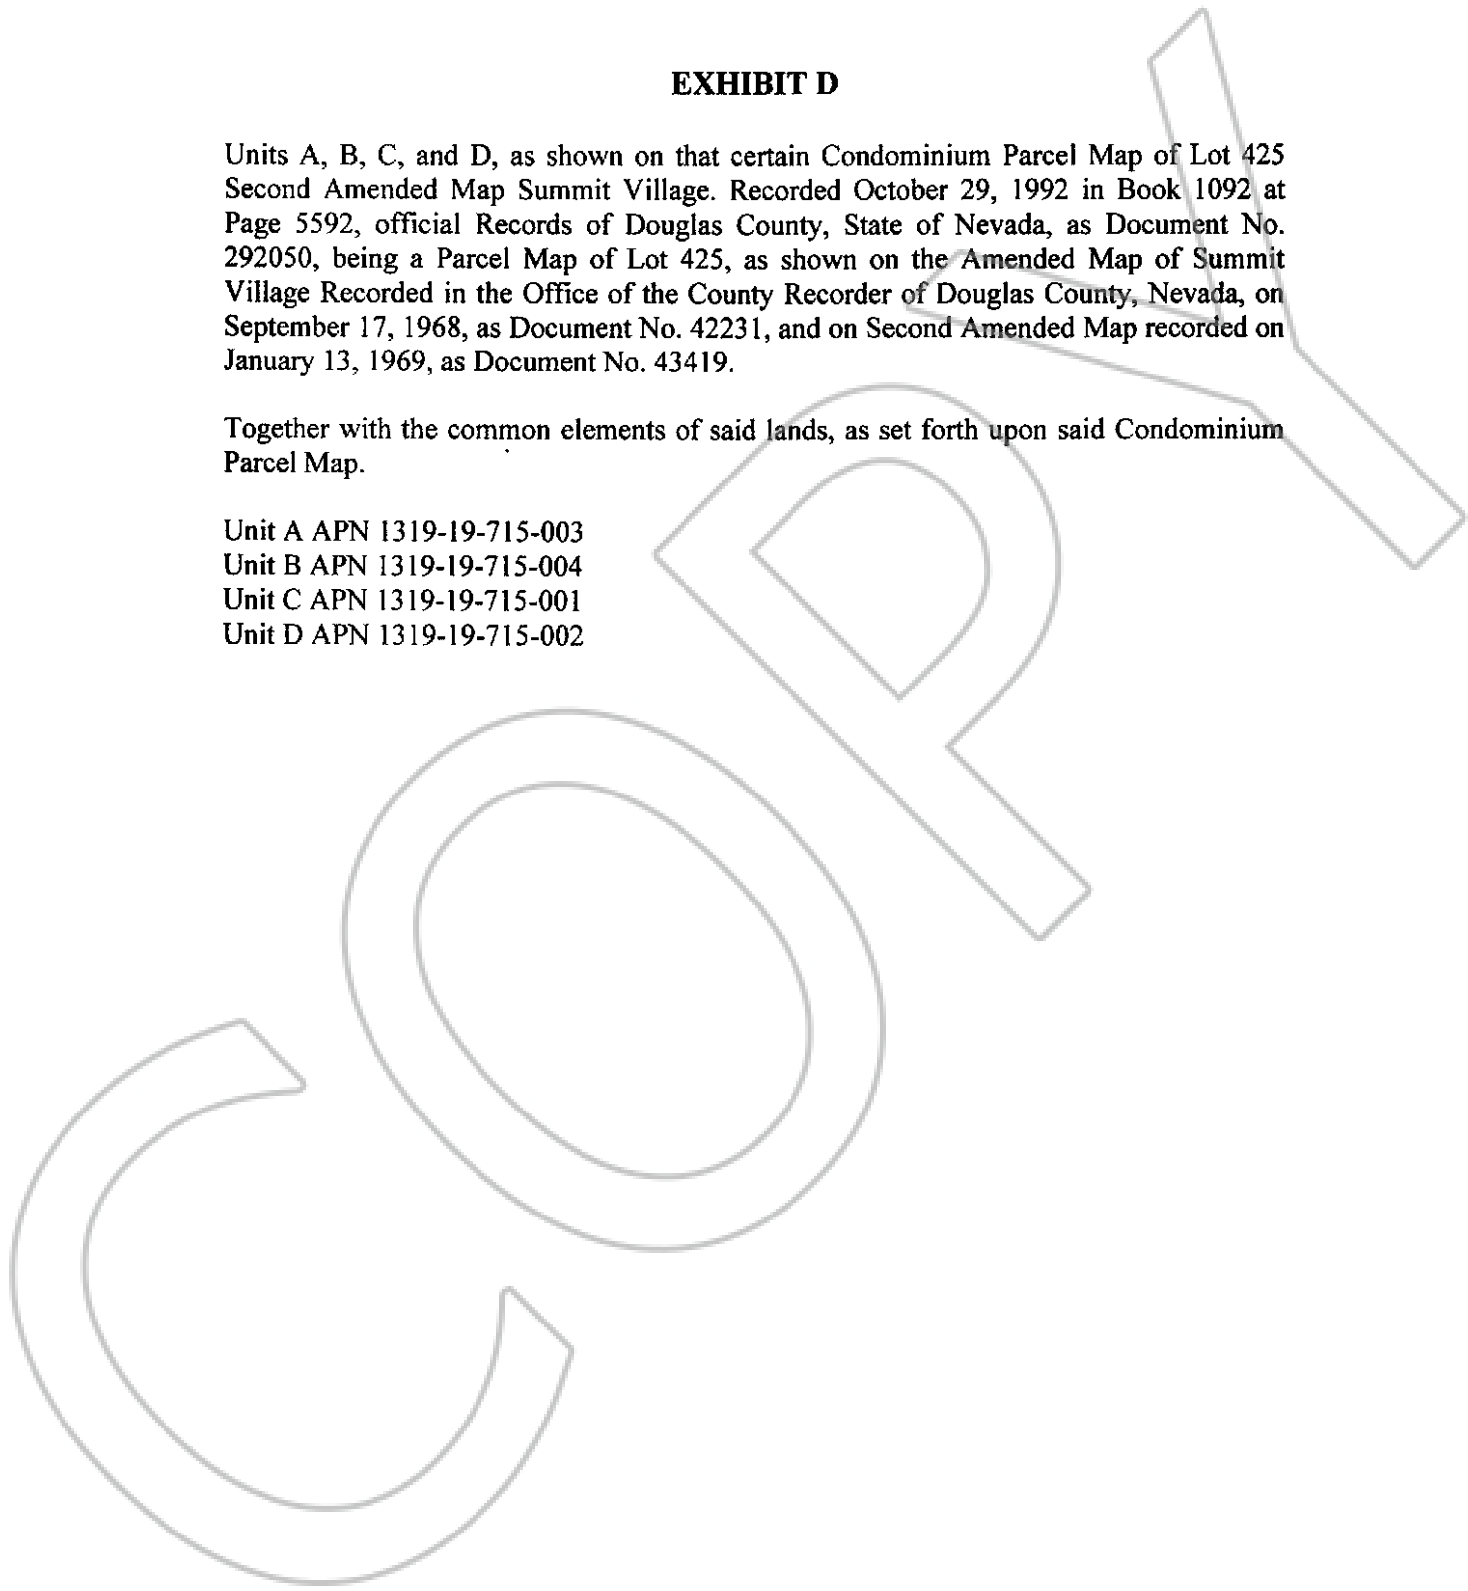 EXHIBIT D
Units A, B, C, and D, as shown on that certain Condominium Parcel Map of Lot 425
Second Amended Map Summit Village. Recorded October 29, 1992 in Book 1092 at
Page 5592, official Records of Douglas County, State of Nevada, as Document No.
292050, being a Parcel Map of Lot 425, as shown on the Amended Map of Summit
Village Recorded in the Office of the County Recorder of Douglas County, Nevada, on
September 17, 1968, as Document No. 42231, and on Second Amended Map recorded on
January 13, 1969, as Document No. 43419.
Together with the common elements of said lands, as set forth upon said Condominium
Parcel Map.
Unit A APN 1319-19-715-003
Unit B APN 1319-19-715-004
Unit C APN 1319-19-715-001
Unit D APN 1319-19-715-002
COPY